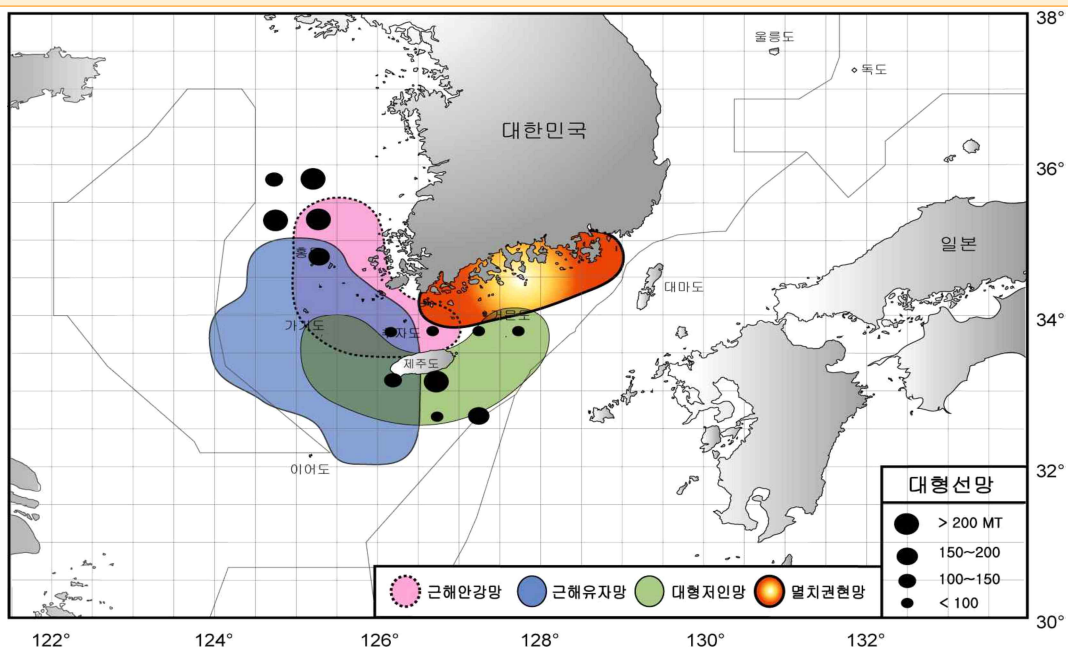 38°
울릉도
독도
대한민국
36°
일본
홍도
대마도
가거도
추자도
거문도
34°
제주도
이어도
32°
대형선망
> 200 MT
150~200
100~150
< 100
근해안강망
근해유자망
대형저인망
멸치권현망
30°
122°
124°
126°
128°
130°
132°